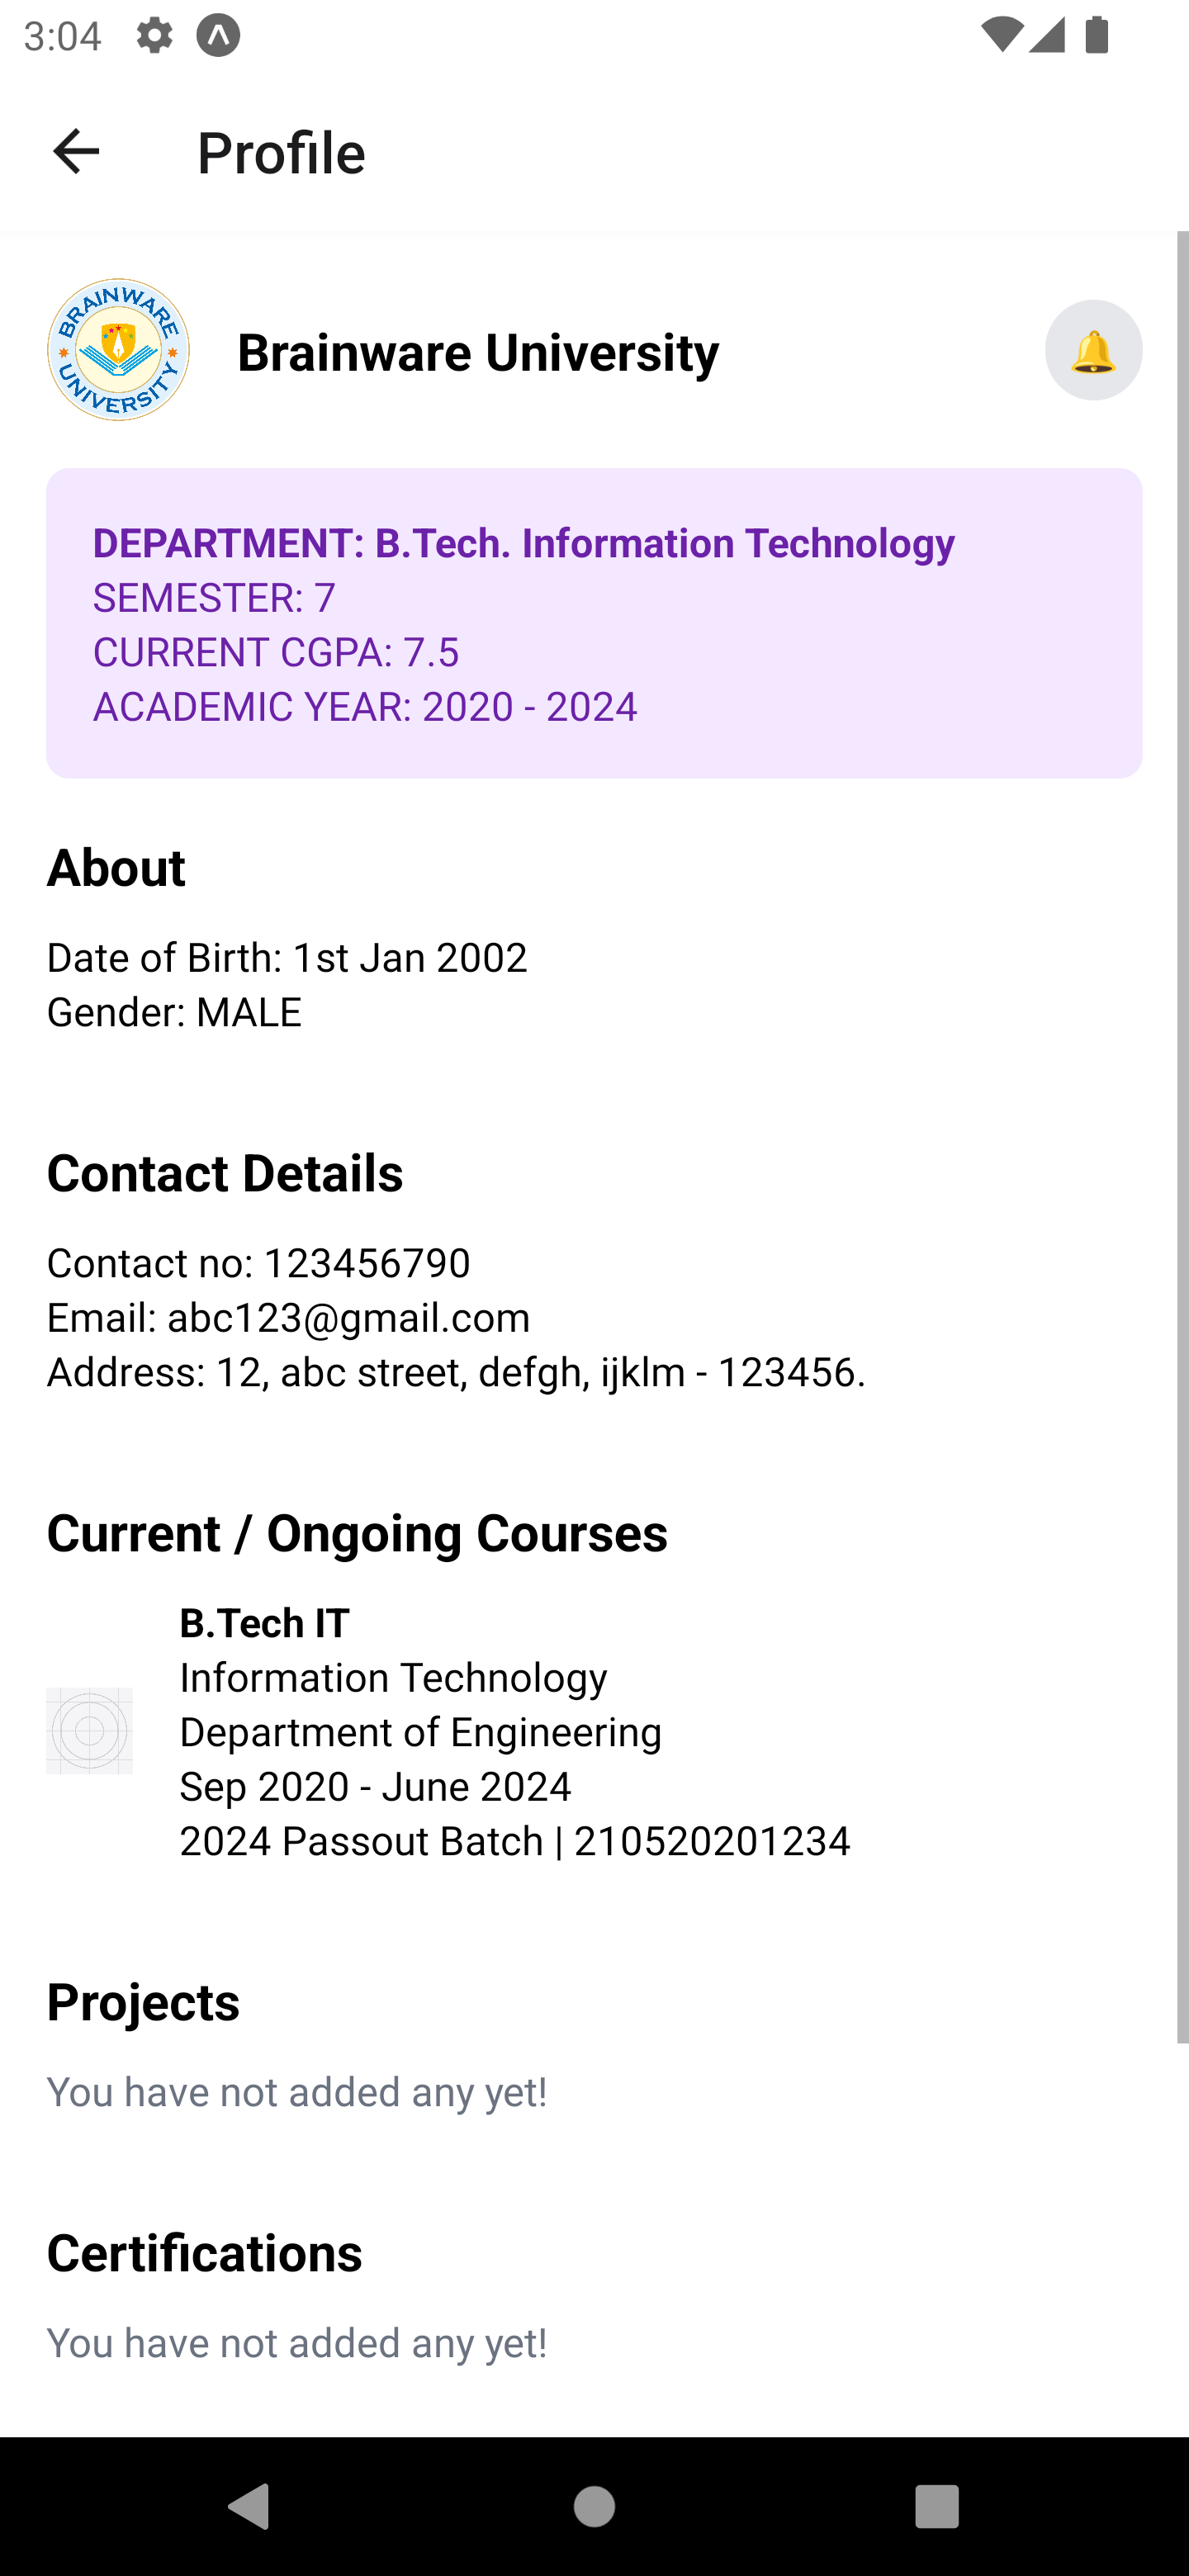 3:04
Profile
BRAINWARE UNIVERSITY
Brainware University
DEPARTMENT: B.Tech. Information Technology
SEMESTER: 7
CURRENT CGPA: 7.5
ACADEMIC YEAR: 2020 - 2024
About
Date of Birth: 1st Jan 2002
Gender: MALE
Contact Details
Contact no: 123456790
Email: abc123@gmail.com
Address: 12, abc street, defgh, ijklm - 123456.
Current / Ongoing Courses
B.Tech IT
Information Technology
Department of Engineering
Sep 2020 - June 2024
2024 Passout Batch | 210520201234
Projects
You have not added any yet!
Certifications
You have not added any yet!